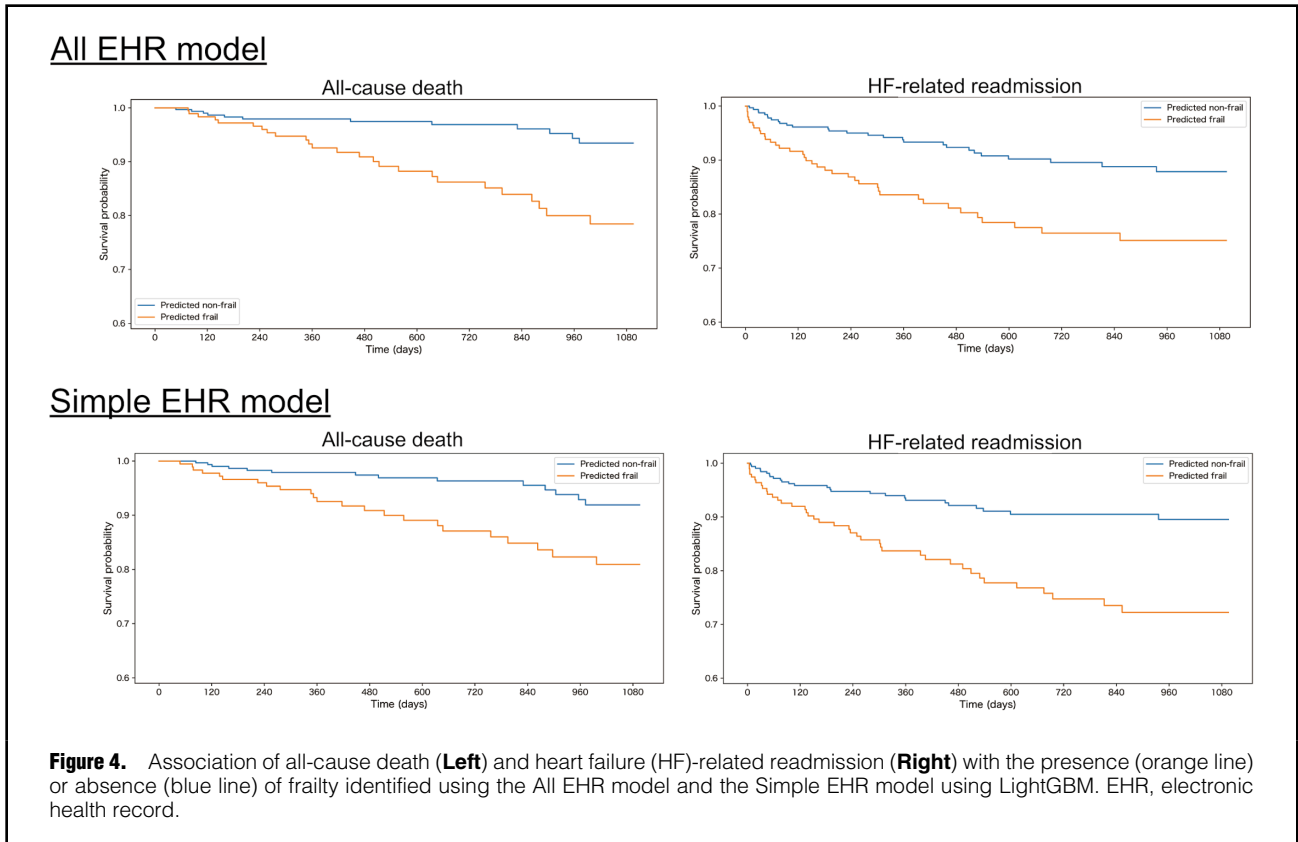 All EHR model
All-cause death
1.0
0.9
0.8
0.7
0.6
Survival probability
Predicted non-frail
Predicted frail
0 120 240 360 480 600 720 840 960 1080
Time (days)
HF-related readmission
1.0
0.9
0.8
0.7
0.6
Survival probability
Predicted non-frail
Predicted frail
0 120 240 360 480 600 720 840 960 1080
Time (days)
Simple EHR model
All-cause death
1.0
0.9
0.8
0.7
0.6
Survival probability
Predicted non-frail
Predicted frail
0 120 240 360 480 600 720 840 960 1080
Time (days)
HF-related readmission
1.0
0.9
0.8
0.7
0.6
Survival probability
Predicted non-frail
Predicted frail
0 120 240 360 480 600 720 840 960 1080
Time (days)
Figure 4. Association of all-cause death (Left) and heart failure (HF)-related readmission (Right) with the presence (orange line)
or absence (blue line) of frailty identified using the All EHR model and the Simple EHR model using LightGBM. EHR, electronic
health record.